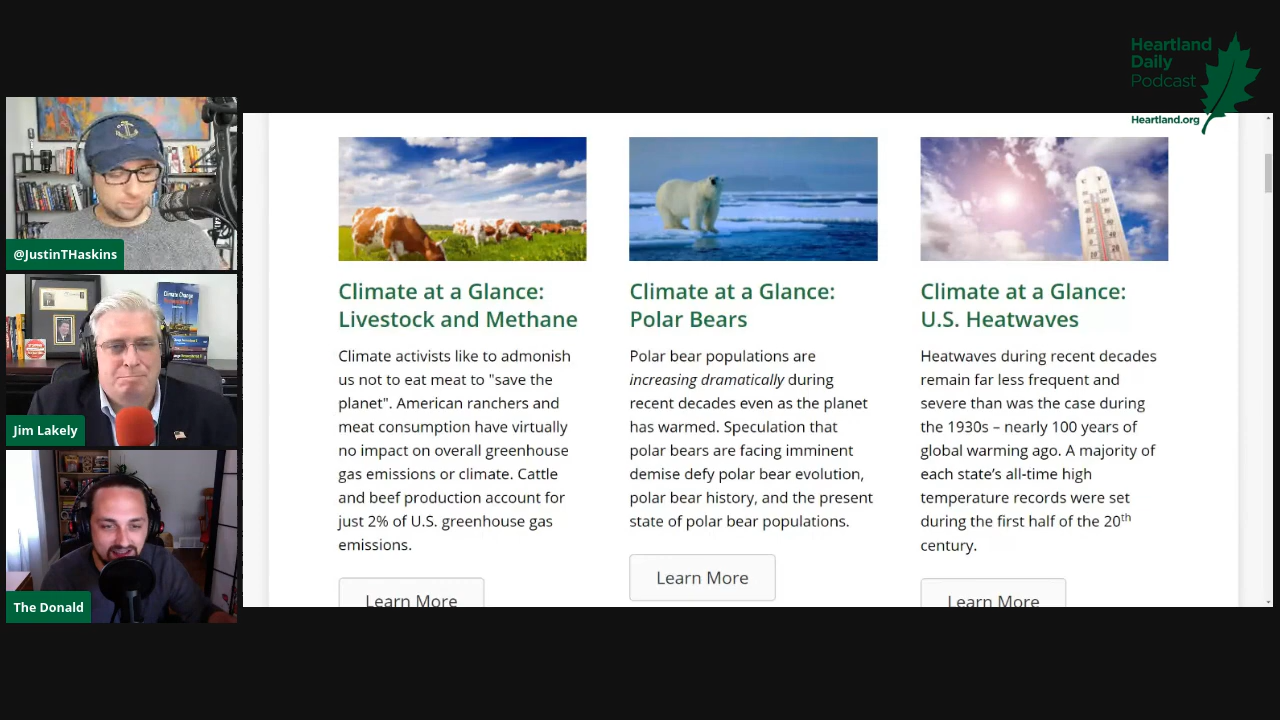 Heartland
Daily
Podcast
Heartland.org
@JustinTHaskins
Jim Lakely
The Donald
Climate Change
Climate at a Glance:
Livestock and Methane
Climate activists like to admonish
us not to eat meat to "save the
planet". American ranchers and
meat consumption have virtually
no impact on overall greenhouse
gas emissions or climate. Cattle
and beef production account for
just 2% of U.S. greenhouse gas
emissions.
Learn More
Climate at a Glance:
Polar Bears
Polar bear populations are
increasing dramatically during
recent decades even as the planet
has warmed. Speculation that
polar bears are facing imminent
demise defy polar bear evolution,
polar bear history, and the present
state of polar bear populations.
Learn More
Climate at a Glance:
U.S. Heatwaves
Heatwaves during recent decades
remain far less frequent and
severe than was the case during
the 1930s – nearly 100 years of
global warming ago. A majority of
each state’s all-time high
temperature records were set
during the first half of the 20th
century.
Learn More